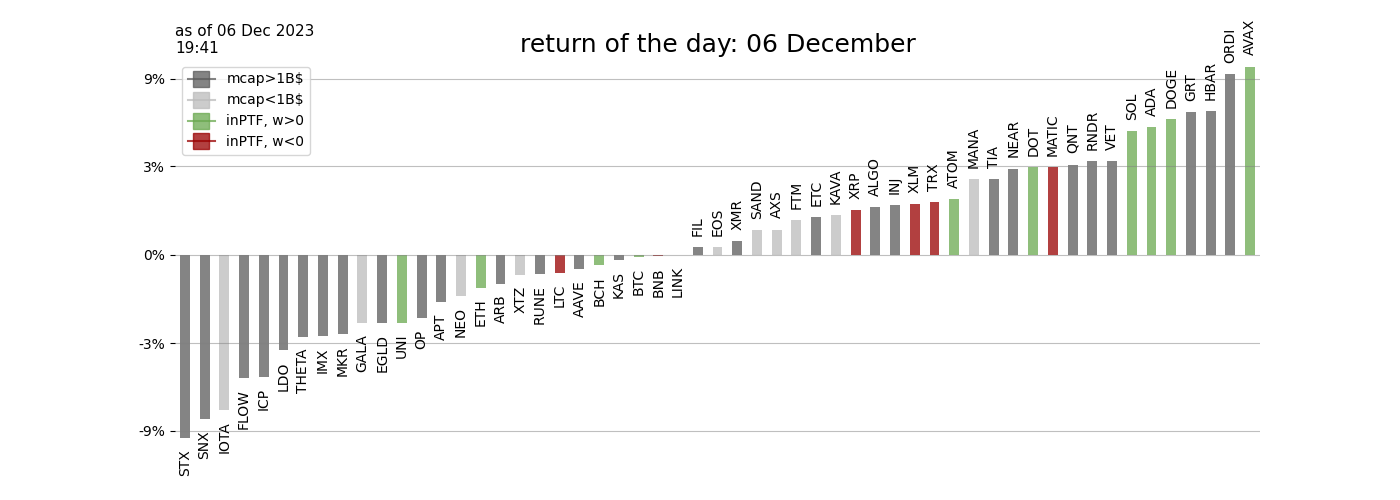 as of 06 Dec 2023
19:41
return of the day: 06 December
mcap>1B$
mcap<1B$
inPTF, w>0
inPTF, w<0
9%
3%
0%
-3%
-9%
STX
SNX
IOTA
FLOW
ICP
LDO
THETA
IMX
MKR
GALA
EGLD
UNI
OP
APT
NEO
ETH
ARB
XTZ
RUNE
LTC
AAVE
BCH
KAS
BTC
BNB
LINK
FIL
EOS
XMR
SAND
AXS
FTM
ETC
KAVA
XRP
ALGO
INJ
XLM
TRX
ATOM
MANA
TIA
NEAR
DOT
MATIC
QNT
RNDR
VET
SOL
ADA
DOGE
GRT
HBAR
ORDI
AVAX